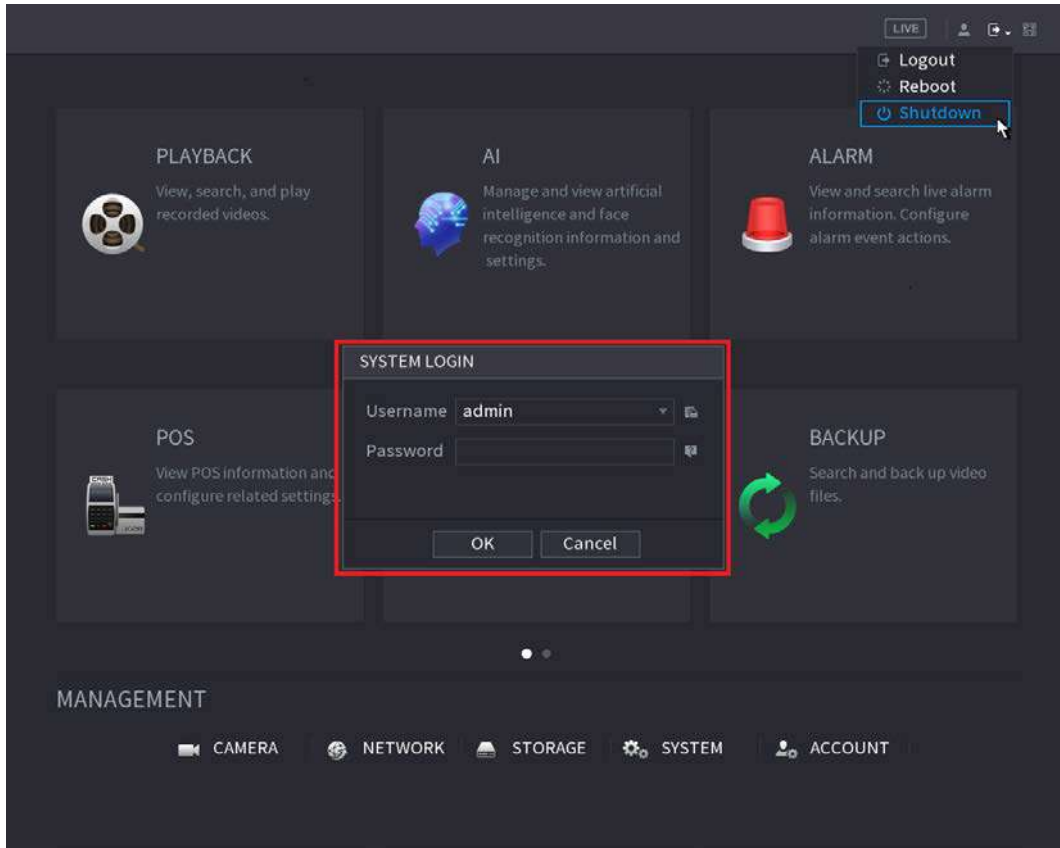 LIVE
Logout
Reboot
Shutdown
PLAYBACK
View, search, and play
recorded videos.
AI
Manage and view artificial
intelligence and face
recognition information and
settings.
ALARM
View and search live alarm
information. Configure
alarm event actions.
SYSTEM LOGIN
Username admin
Password
OK Cancel
POS
View POS information and
configure related settings.
BACKUP
Search and back up video
files.
MANAGEMENT
CAMERA NETWORK STORAGE SYSTEM ACCOUNT